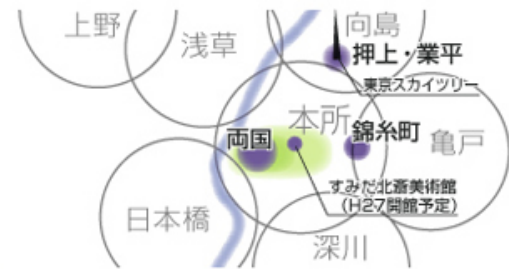 上野
浅草
向島
押上・業平
東京スカイツリー
本所
両国
錦糸町
亀戸
すみだ北斎美術館
（H27開館予定）
日本橋
深川